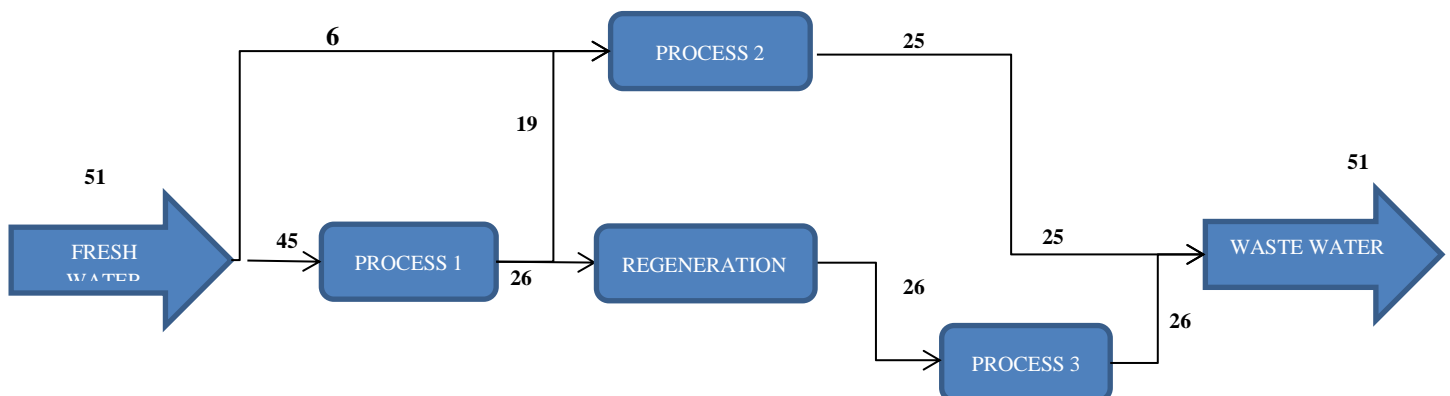 6
PROCESS 2
25
19
51
51
FRESH
WATER
45
PROCESS 1
26
REGENERATION
26
25
WASTE WATER
26
PROCESS 3